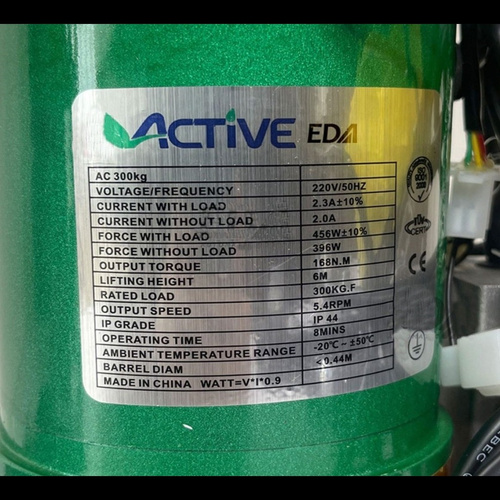 ACTIVE EDA
AC 300kg
VOLTAGE/FREQUENCY 220V/50HZ
CURRENT WITH LOAD 2.3A±10%
CURRENT WITHOUT LOAD 2.0A
FORCE WITH LOAD 456W±10%
FORCE WITHOUT LOAD 396W
OUTPUT TORQUE 168N.M
LIFTING HEIGHT 6M
RATED LOAD 300KG.F
OUTPUT SPEED 5.4RPM
IP GRADE IP 44
OPERATING TIME 8MINS
AMBIENT TEMPERATURE RANGE -20℃ ~ ±50℃
BARREL DIAM <0.44M
MADE IN CHINA WATT=V*I*0.9
CERT
CE